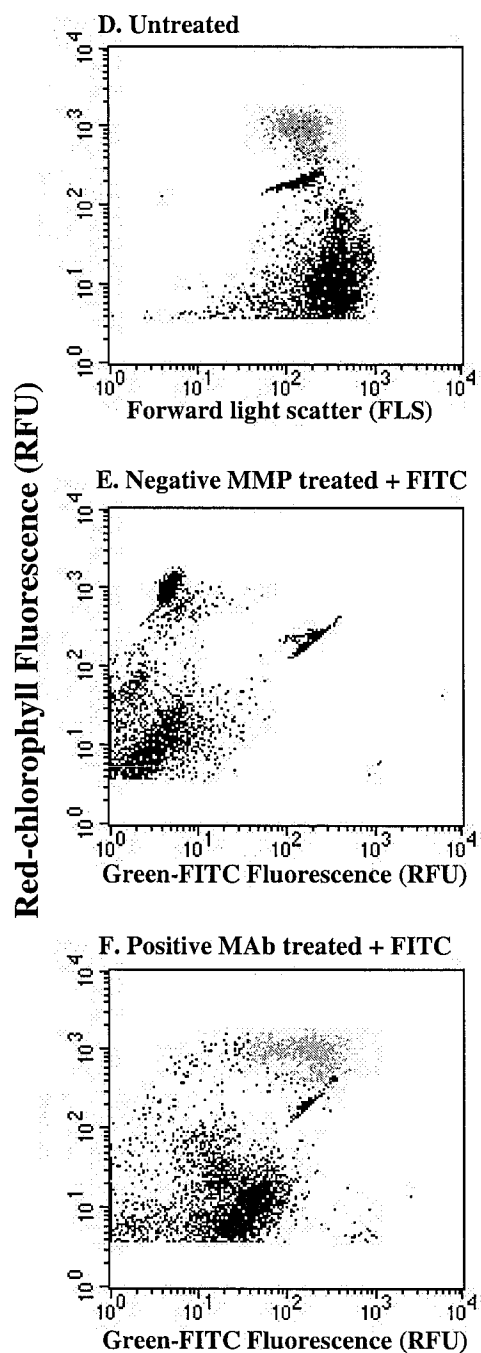 D. Untreated
10^4
10^3
10^2
10^1
10^0
10^0 10^1 10^2 10^3 10^4
Forward light scatter (FLS)
Red-chlorophyll Fluorescence (RFU)
E. Negative MMP treated + FITC
10^4
10^3
10^2
10^1
10^0
10^0 10^1 10^2 10^3 10^4
Green-FITC Fluorescence (RFU)
F. Positive MAb treated + FITC
10^4
10^3
10^2
10^1
10^0
10^0 10^1 10^2 10^3 10^4
Green-FITC Fluorescence (RFU)